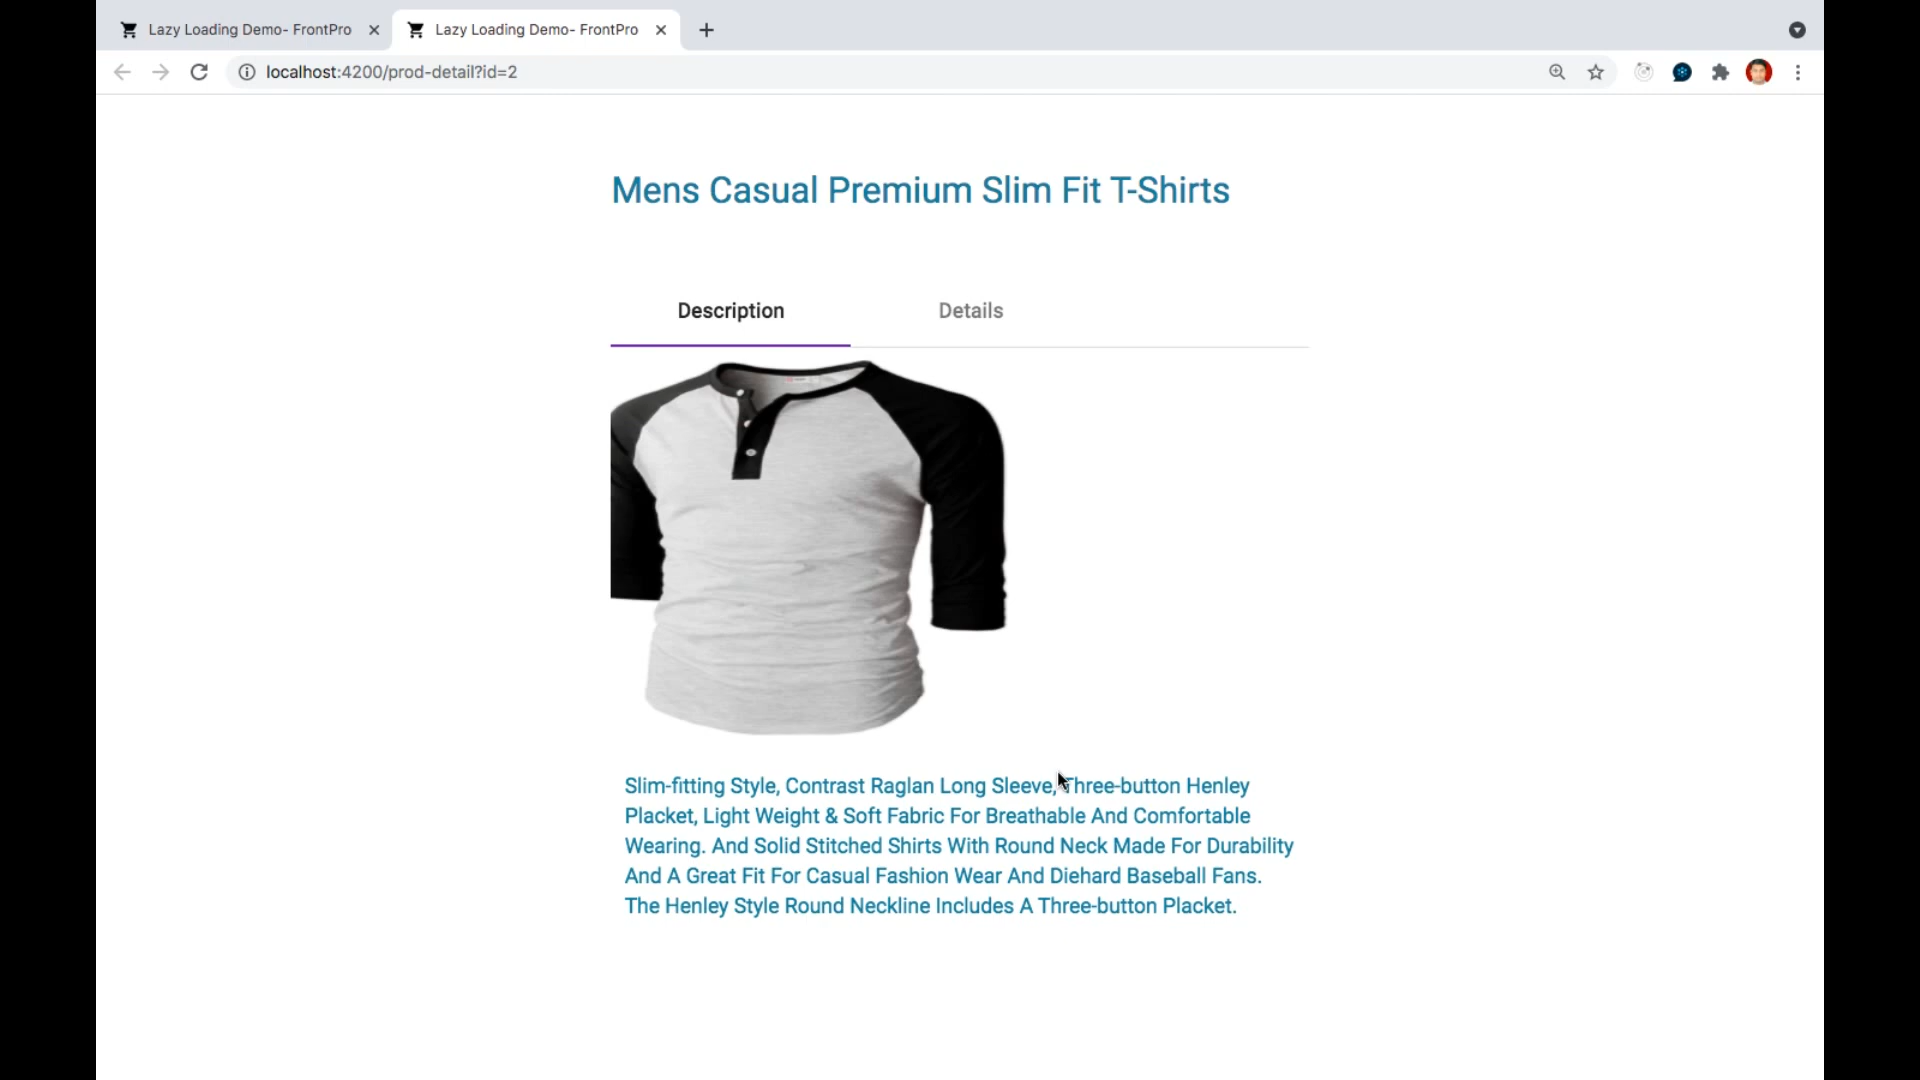 Lazy Loading Demo- FrontPro
Lazy Loading Demo- FrontPro
localhost:4200/prod-detail?id=2
Mens Casual Premium Slim Fit T-Shirts
Description
Details
Slim-fitting Style, Contrast Raglan Long Sleeve, Three-button Henley
Placket, Light Weight & Soft Fabric For Breathable And Comfortable
Wearing. And Solid Stitched Shirts With Round Neck Made For Durability
And A Great Fit For Casual Fashion Wear And Diehard Baseball Fans.
The Henley Style Round Neckline Includes A Three-button Placket.